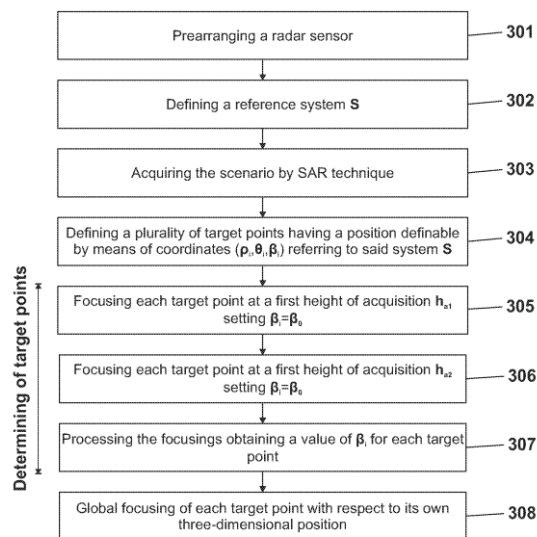 Prearranging a radar sensor
301
Defining a reference system S
302
Acquiring the scenario by SAR technique
303
Defining a plurality of target points having a position definable
by means of coordinates (ρᵢ,θᵢ,βᵢ) referring to said system S
304
Determining of target points
Focusing each target point at a first height of acquisition hₐ₁
setting βᵢ=β₀
305
Focusing each target point at a first height of acquisition hₐ₂
setting βᵢ=β₀
306
Processing the focusings obtaining a value of βᵢ for each target
point
307
Global focusing of each target point with respect to its own
three-dimensional position
308